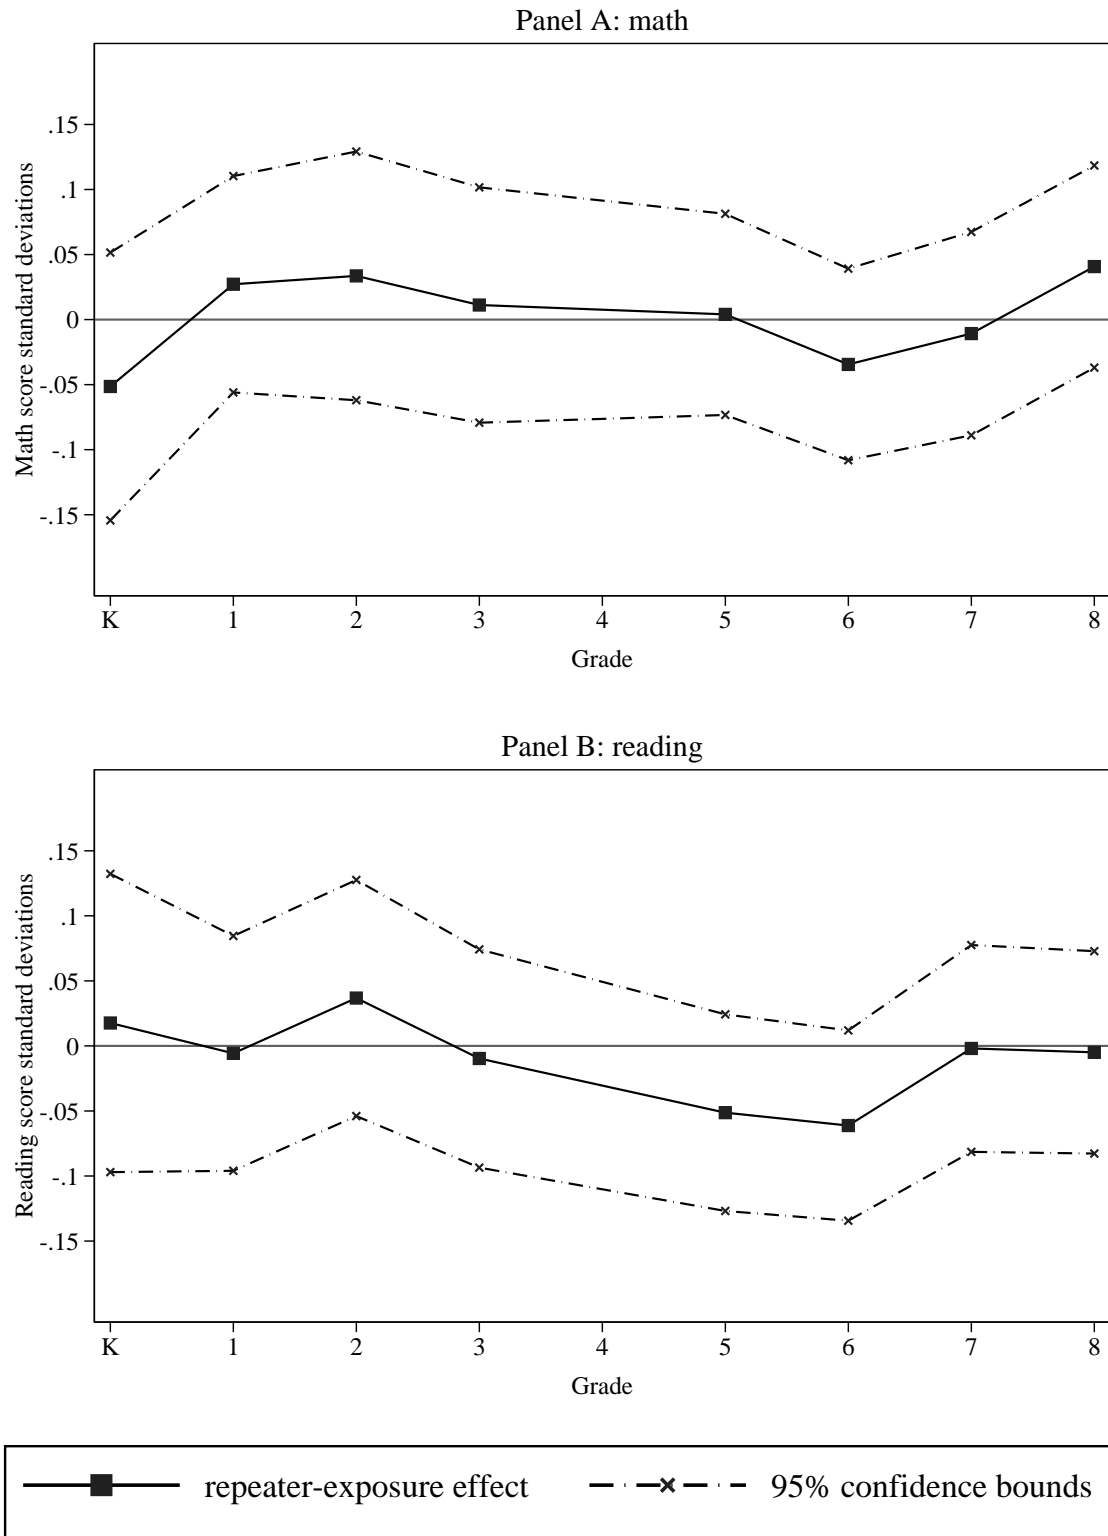 Panel A: math
Math score standard deviations
.15
.1
.05
0
-.05
-.1
-.15
K 1 2 3 4 5 6 7 8
Grade
Panel B: reading
Reading score standard deviations
.15
.1
.05
0
-.05
-.1
-.15
K 1 2 3 4 5 6 7 8
Grade
repeater-exposure effect 95% confidence bounds